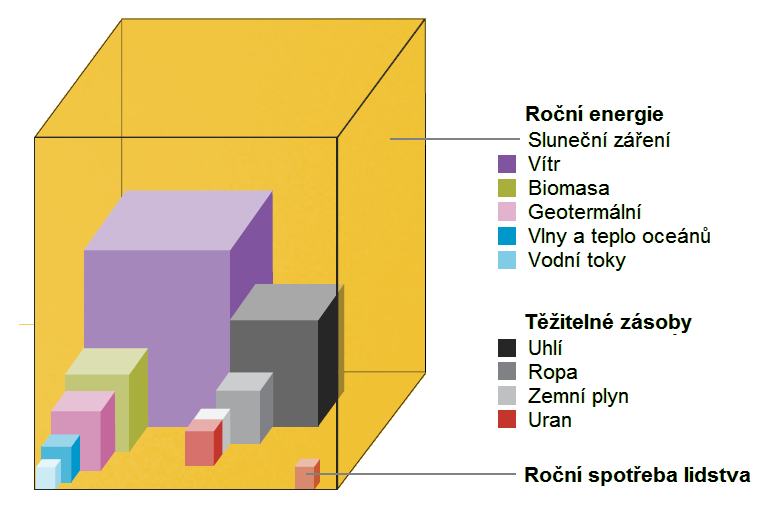 Roční energie
Sluneční záření
Vítr
Biomasa
Geotermální
Vlny a teplo oceánů
Vodní toky
Těžitelné zásoby
Uhlí
Ropa
Zemní plyn
Uran
Roční spotřeba lidstva